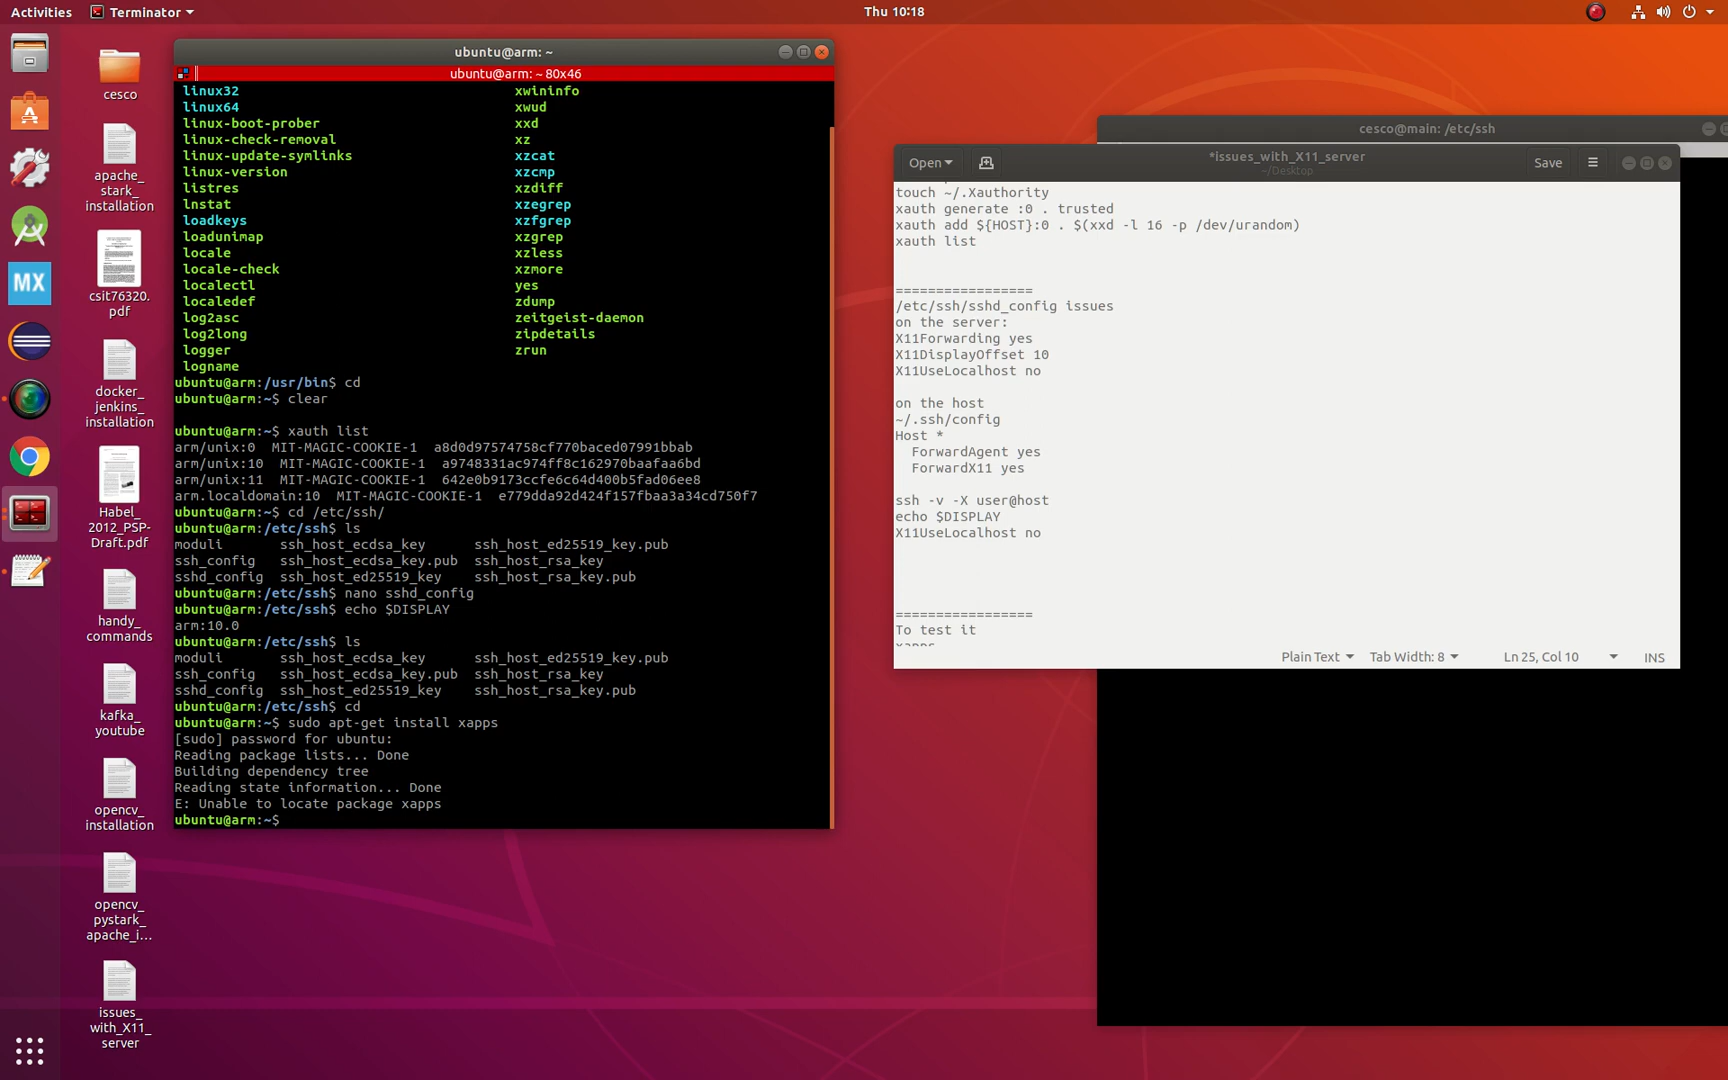 Activities
Terminator
Thu 10:18
cesco
apache_
stark_
installation
csit76320.
pdf
docker_
jenkins_
installation
Habel_
2012_PSP-
Draft.pdf
handy_
commands
kafka_
youtube
opencv_
installation
opencv_
pystark_
apache_i...
issues_
with_X11_
server
MX
ubuntu@arm: ~
ubuntu@arm: ~ 80x46
linux32 xwininfo
linux64 xwud
linux-boot-prober xxd
linux-check-removal xz
linux-update-symlinks xzcat
linux-version xzcmp
listres xzdiff
lnstat xzegrep
loadkeys xzfgrep
loadunimap xzgrep
locale xzless
locale-check xzmore
localectl yes
localedef zdump
log2asc zeitgeist-daemon
log2long zipdetails
logger zrun
logname
ubuntu@arm:/usr/bin$ cd
ubuntu@arm:~$ clear
ubuntu@arm:~$ xauth list
arm/unix:0  MIT-MAGIC-COOKIE-1  a8d0d97574758cf770baced07991bbab
arm/unix:10  MIT-MAGIC-COOKIE-1  a9748331ac974ff8c162970baafaa6bd
arm/unix:11  MIT-MAGIC-COOKIE-1  642e0b9173ccfe6c64d400b5fad06ee8
arm.localdomain:10  MIT-MAGIC-COOKIE-1  e779dda92d424f157fbaa3a34cd750f7
ubuntu@arm:~$ cd /etc/ssh/
ubuntu@arm:/etc/ssh$ ls
moduli ssh_host_ecdsa_key ssh_host_ed25519_key.pub
ssh_config ssh_host_ecdsa_key.pub ssh_host_rsa_key
sshd_config ssh_host_ed25519_key ssh_host_rsa_key.pub
ubuntu@arm:/etc/ssh$ nano sshd_config
ubuntu@arm:/etc/ssh$ echo $DISPLAY
arm:10.0
ubuntu@arm:/etc/ssh$ ls
moduli ssh_host_ecdsa_key ssh_host_ed25519_key.pub
ssh_config ssh_host_ecdsa_key.pub ssh_host_rsa_key
sshd_config ssh_host_ed25519_key ssh_host_rsa_key.pub
ubuntu@arm:/etc/ssh$ cd
ubuntu@arm:~$ sudo apt-get install xapps
[sudo] password for ubuntu:
Reading package lists... Done
Building dependency tree
Reading state information... Done
E: Unable to locate package xapps
ubuntu@arm:~$
cesco@main: /etc/ssh
Open
*issues_with_X11_server
~/Desktop
Save
touch ~/.Xauthority
xauth generate :0 . trusted
xauth add ${HOST}:0 . $(xxd -l 16 -p /dev/urandom)
xauth list
=================
/etc/ssh/sshd_config issues
on the server:
X11Forwarding yes
X11DisplayOffset 10
X11UseLocalhost no
on the host
~/.ssh/config
Host *
ForwardAgent yes
ForwardX11 yes
ssh -v -X user@host
echo $DISPLAY
X11UseLocalhost no
=================
To test it
xapps
Plain Text
Tab Width: 8
Ln 25, Col 10
INS